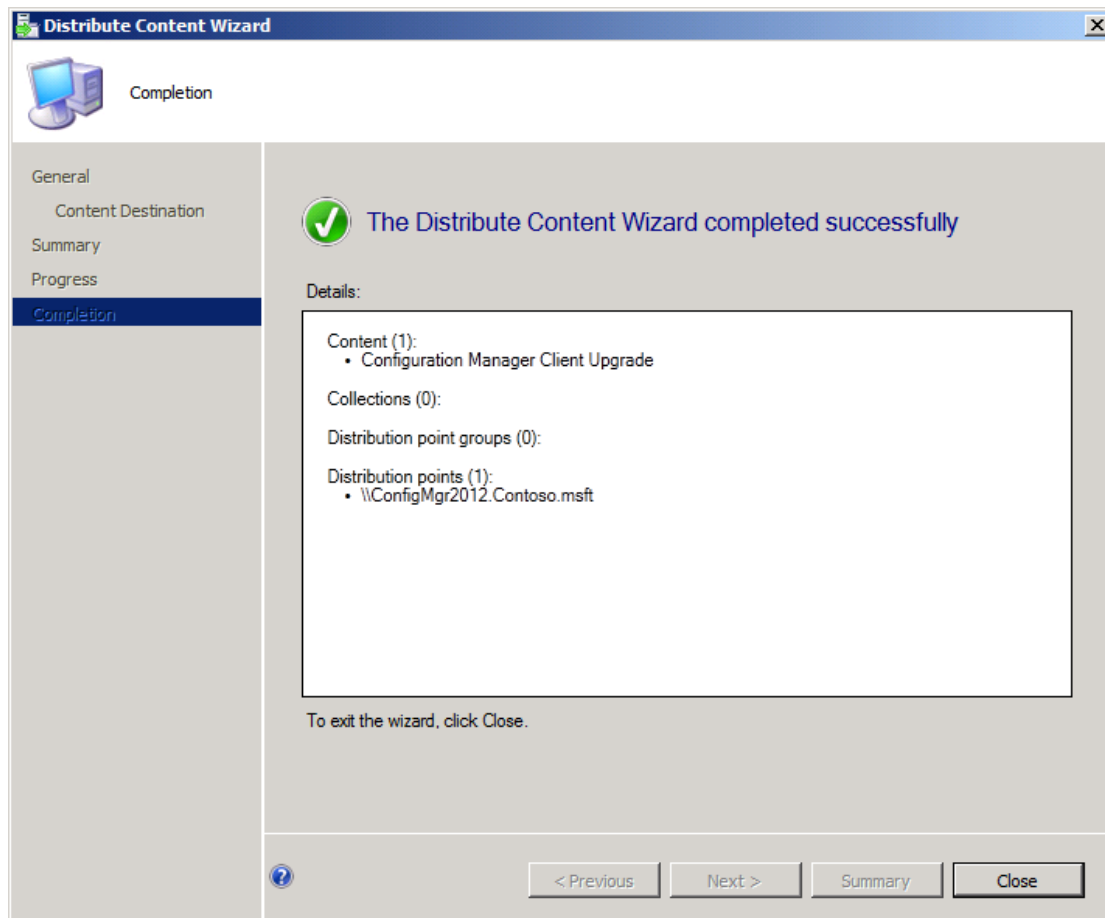 Distribute Content Wizard
Completion
General
Content Destination
Summary
Progress
Completion
The Distribute Content Wizard completed successfully
Details:
Content (1):
• Configuration Manager Client Upgrade
Collections (0):
Distribution point groups (0):
Distribution points (1):
• \\ConfigMgr2012.Contoso.msft
To exit the wizard, click Close.
< Previous
Next >
Summary
Close